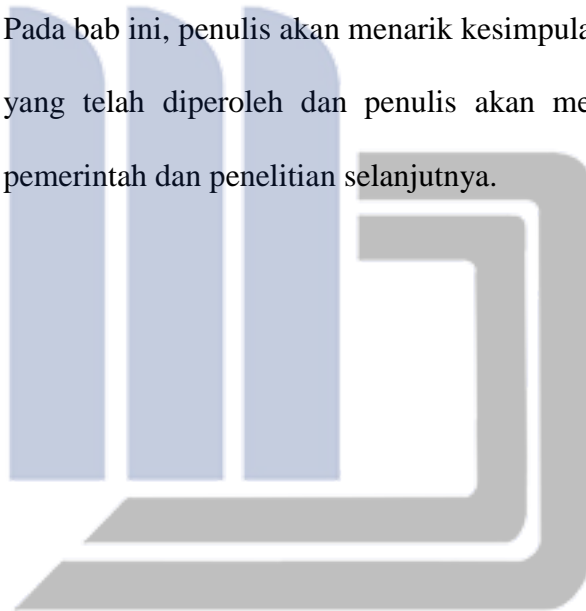 Pada bab ini, penulis akan menarik kesimpula
yang telah diperoleh dan penulis akan me
pemerintah dan penelitian selanjutnya.